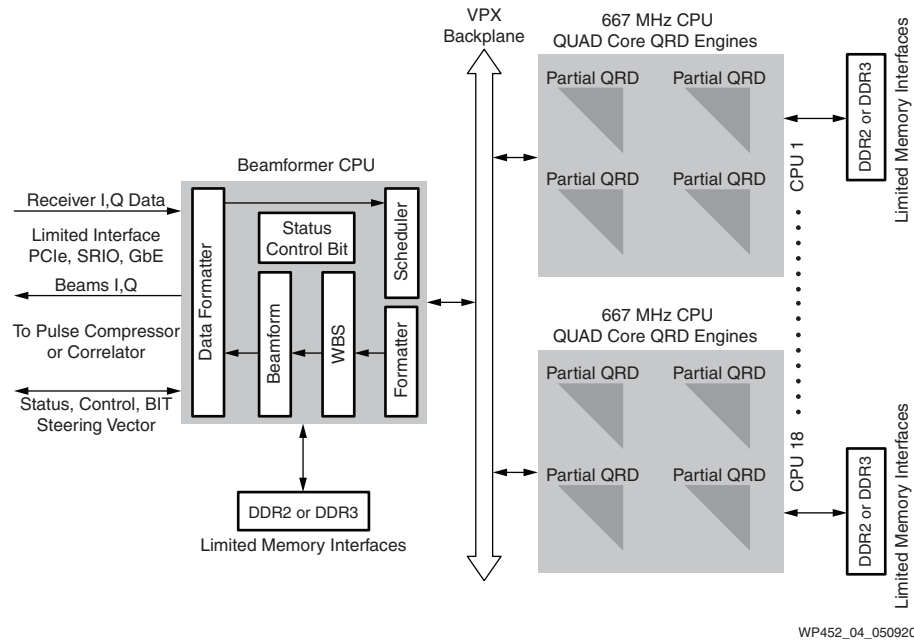 VPX
Backplane
667 MHz CPU
QUAD Core QRD Engines
Partial QRD
Partial QRD
Partial QRD
Partial QRD
CPU 1
DDR2 or DDR3
Limited Memory Interfaces
Beamformer CPU
Receiver I,Q Data
Limited Interface
PCIe, SRIO, GbE
Beams I,Q
To Pulse Compressor
or Correlator
Status, Control, BIT
Steering Vector
Data Formatter
Status
Control Bit
Scheduler
Beamform
WBS
Formatter
DDR2 or DDR3
Limited Memory Interfaces
667 MHz CPU
QUAD Core QRD Engines
Partial QRD
Partial QRD
Partial QRD
Partial QRD
CPU 18
DDR2 or DDR3
Limited Memory Interfaces
WP452_04_050920